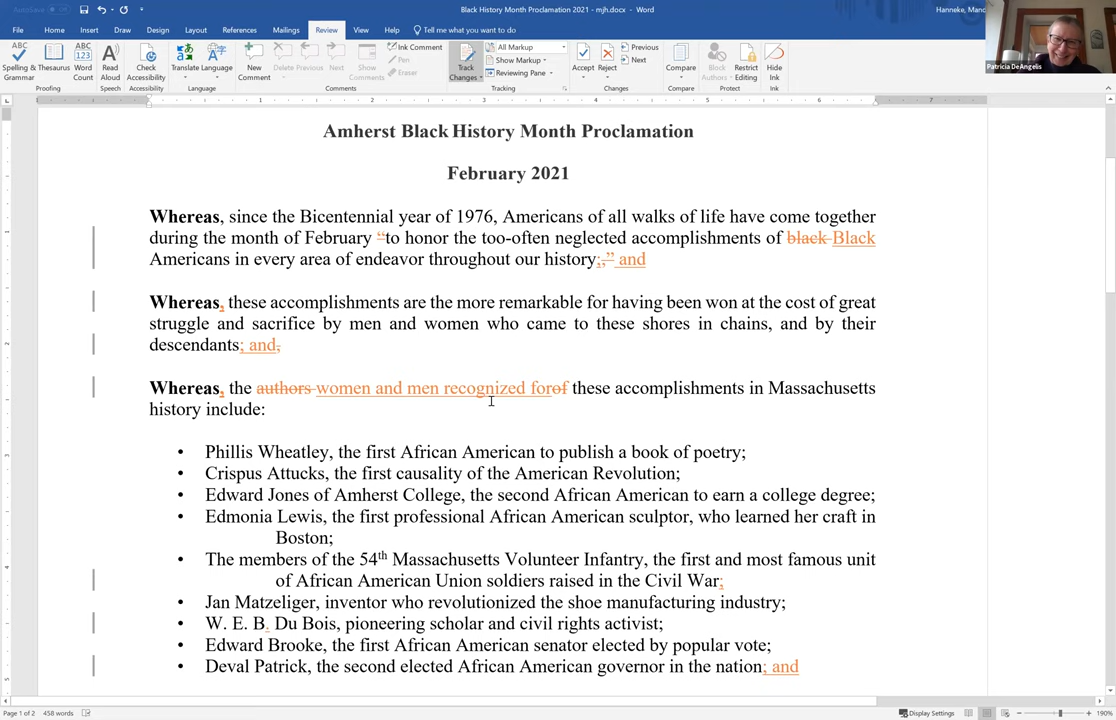 AutoSave Off
Black History Month Proclamation 2021 - mjh.docx - Word
Hanneke, Mand
File Home Insert Draw Design Layout References Mailings Review View Help Tell me what you want to do
Spelling & Grammar Thesaurus Word Count Read Aloud Check Accessibility Translate Language New Comment Delete Previous Next Show Comments Ink Comment Pen Eraser Track Changes All Markup Show Markup Reviewing Pane Accept Reject Previous Next Compare Block Authors Restrict Editing Hide Ink
Proofing Speech Accessibility Language Comments Tracking Changes Compare Protect Ink
Patricia DeAngelis
Amherst Black History Month Proclamation
February 2021
Whereas, since the Bicentennial year of 1976, Americans of all walks of life have come together
during the month of February “to honor the too-often neglected accomplishments of black Black
Americans in every area of endeavor throughout our history;,” and
Whereas, these accomplishments are the more remarkable for having been won at the cost of great
struggle and sacrifice by men and women who came to these shores in chains, and by their
descendants; and,
Whereas, the authors women and men recognized forof these accomplishments in Massachusetts
history include:
• Phillis Wheatley, the first African American to publish a book of poetry;
• Crispus Attucks, the first causality of the American Revolution;
• Edward Jones of Amherst College, the second African American to earn a college degree;
• Edmonia Lewis, the first professional African American sculptor, who learned her craft in
Boston;
• The members of the 54th Massachusetts Volunteer Infantry, the first and most famous unit
of African American Union soldiers raised in the Civil War;
• Jan Matzeliger, inventor who revolutionized the shoe manufacturing industry;
• W. E. B. Du Bois, pioneering scholar and civil rights activist;
• Edward Brooke, the first African American senator elected by popular vote;
• Deval Patrick, the second elected African American governor in the nation; and
Page 1 of 2 458 words Display Settings 190%